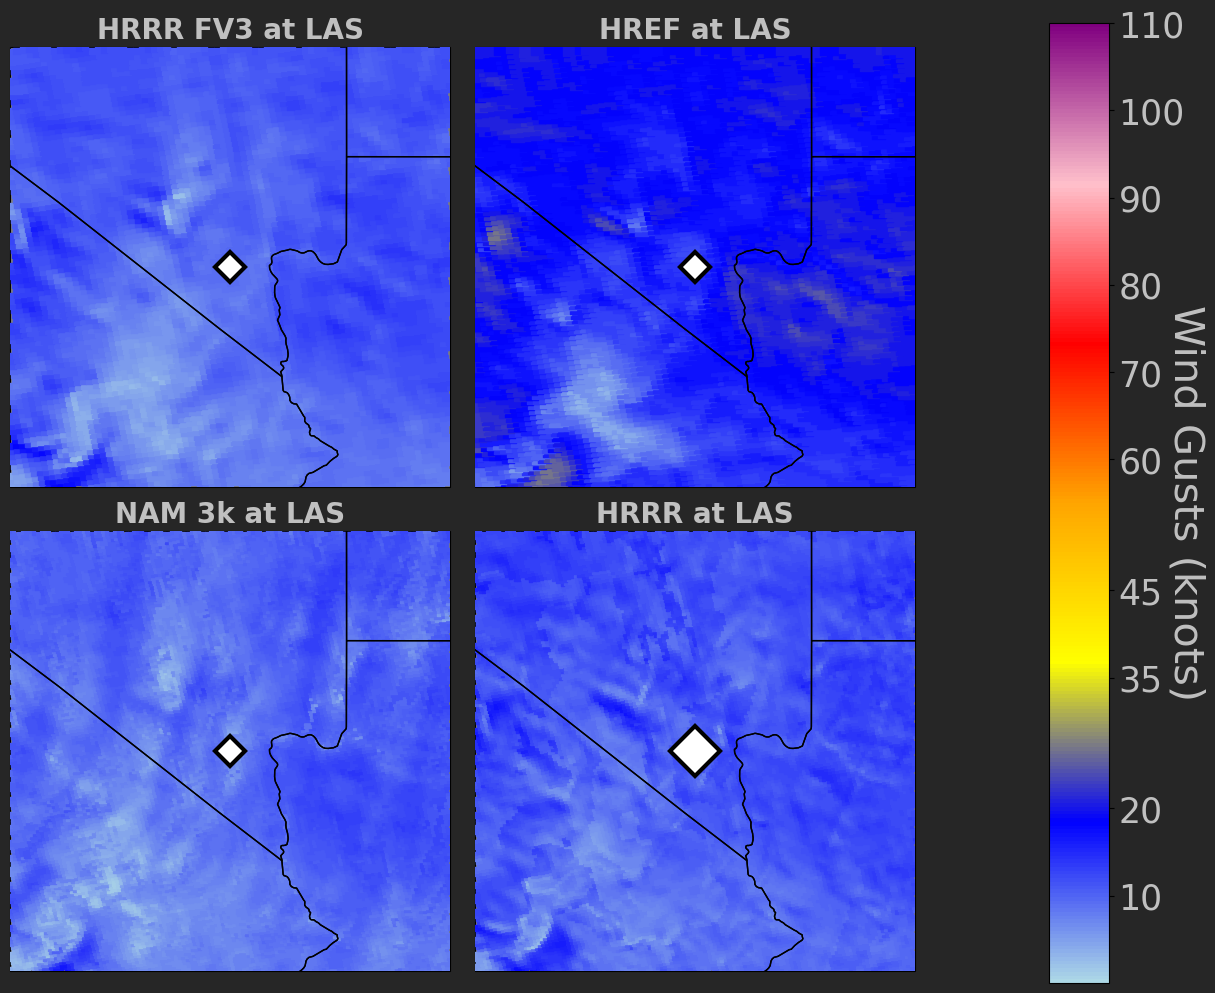 HRRR FV3 at LAS
HREF at LAS
NAM 3k at LAS
HRRR at LAS
110
100
90
80
70
60
45
35
20
10
Wind Gusts (knots)